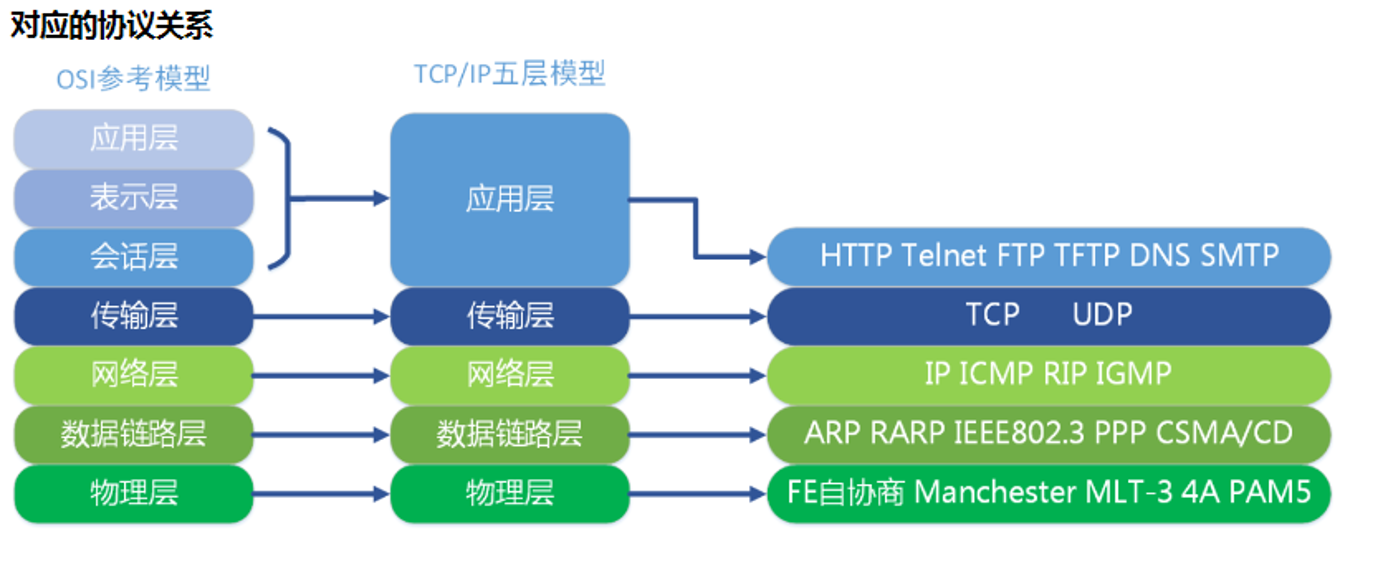 对应的协议关系
OSI参考模型
TCP/IP五层模型
应用层
表示层
会话层
传输层
网络层
数据链路层
物理层
应用层
传输层
网络层
数据链路层
物理层
HTTP Telnet FTP TFTP DNS SMTP
TCP UDP
IP ICMP RIP IGMP
ARP RARP IEEE802.3 PPP CSMA/CD
FE自协商 Manchester MLT-3 4A PAM5